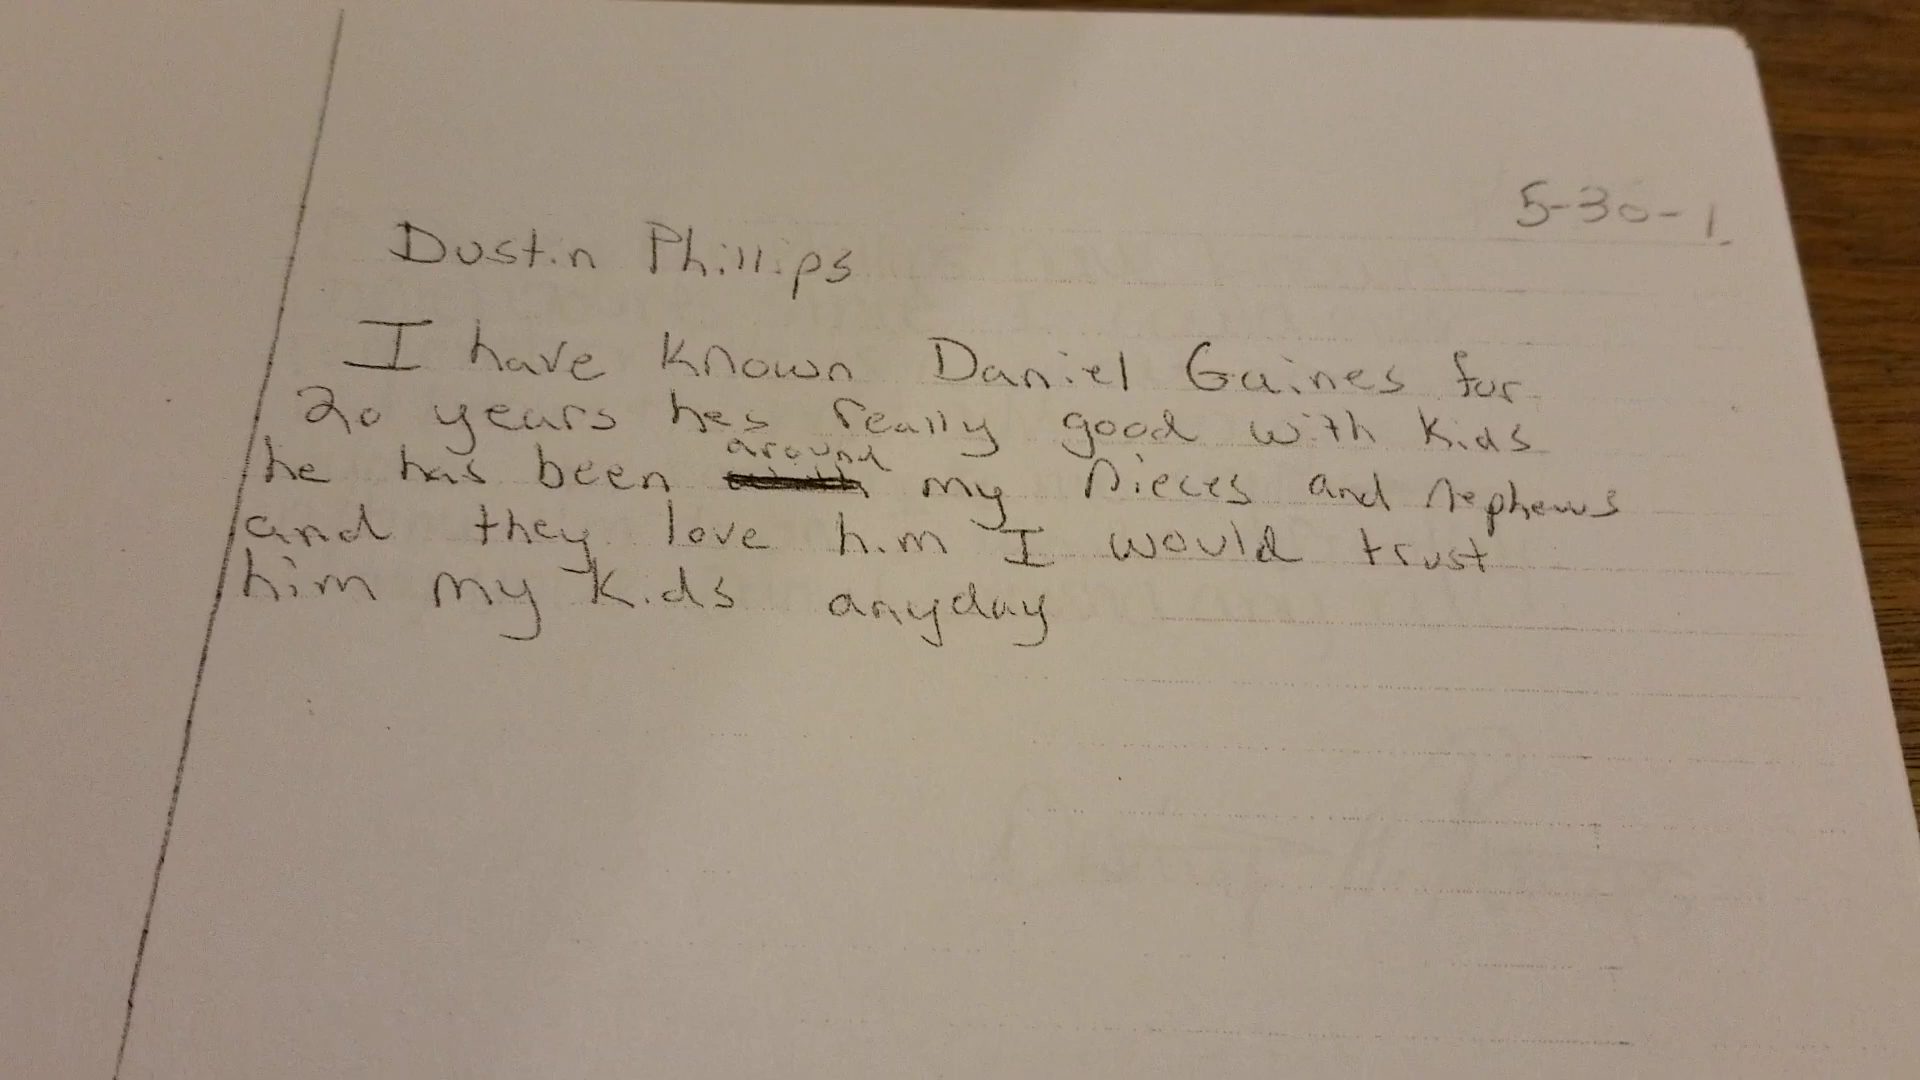 5-30-1
Dustin Phillips
I have known Daniel Gaines for
20 years hes really good with kids
he has been around my nieces and nephews
and they love him I would trust
him my kids anyday